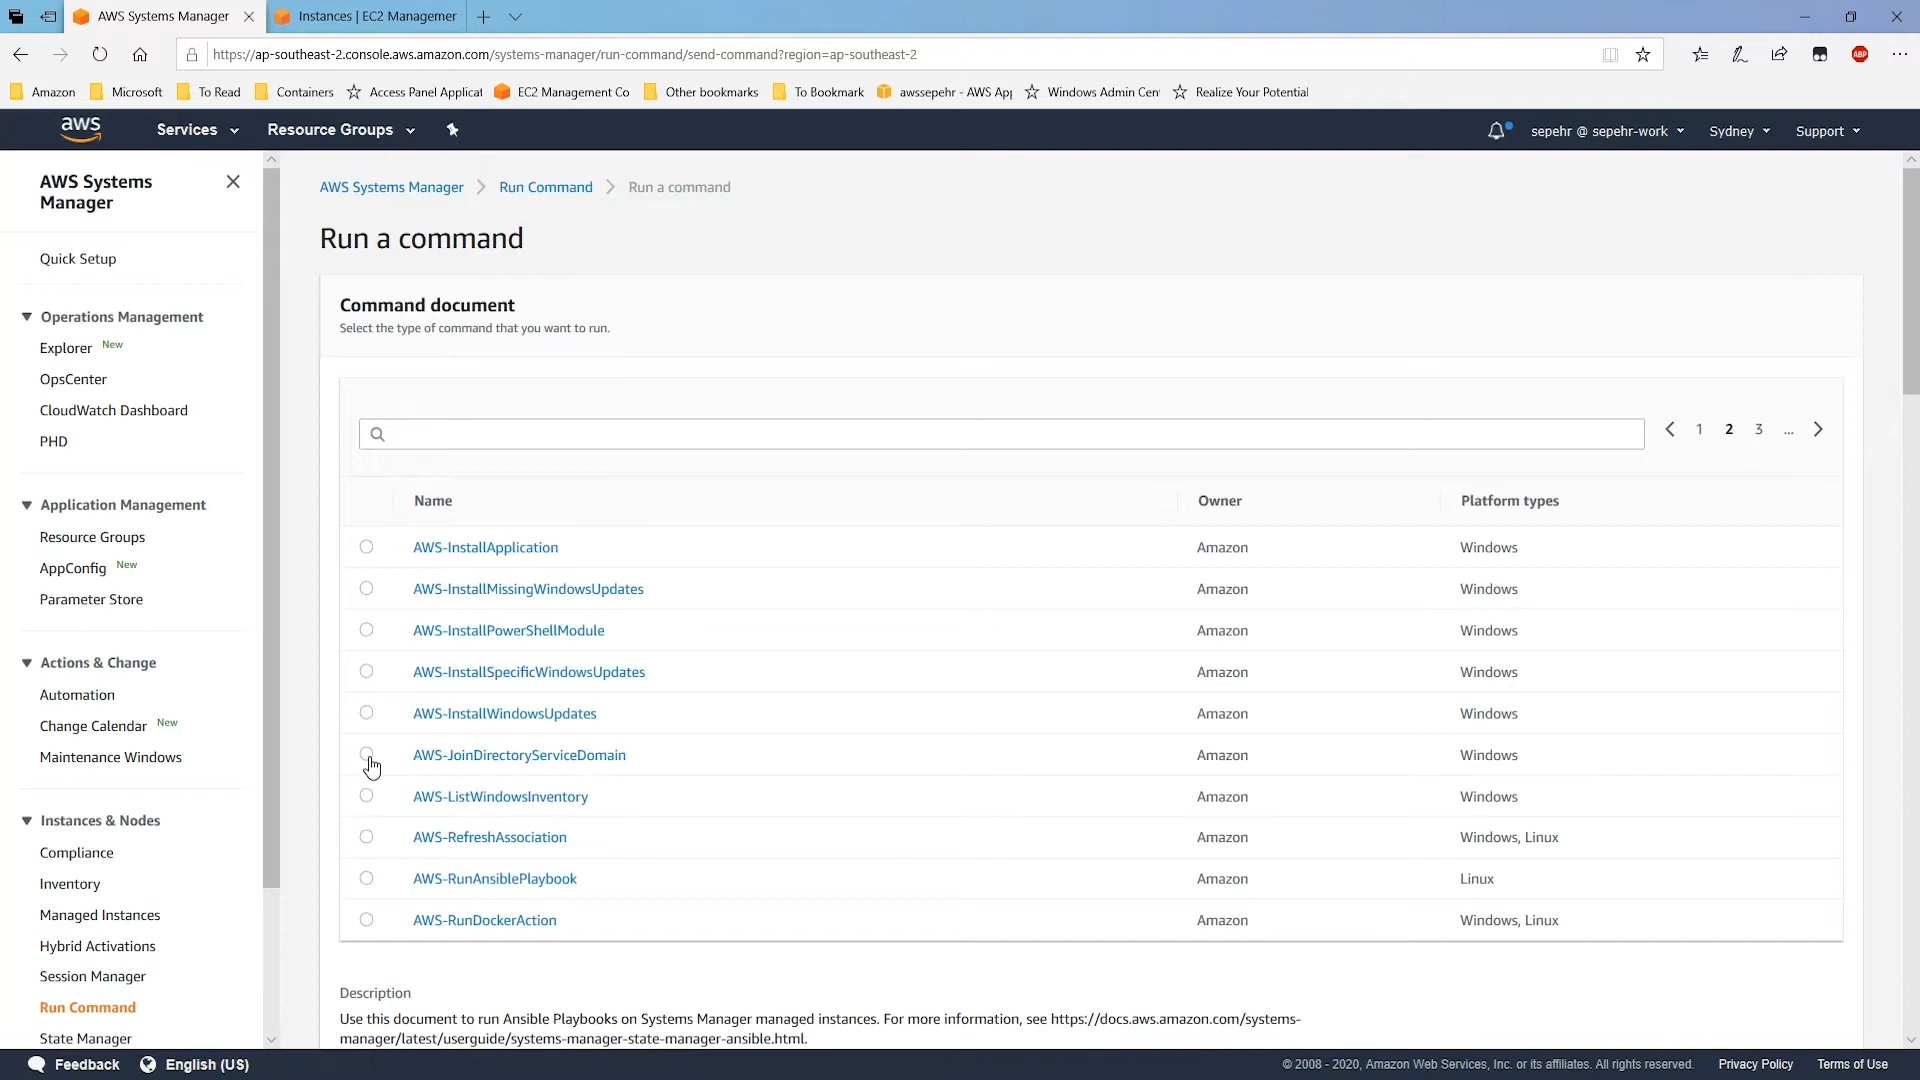 AWS Systems Manager
Instances | EC2 Managemer
https://ap-southeast-2.console.aws.amazon.com/systems-manager/run-command/send-command?region=ap-southeast-2
ABP
Amazon
Microsoft
To Read
Containers
Access Panel Applicat
EC2 Management Co
Other bookmarks
To Bookmark
awssepehr - AWS App
Windows Admin Cent
Realize Your Potential
aws
Services
Resource Groups
sepehr @ sepehr-work
Sydney
Support
AWS Systems
Manager
Quick Setup
Operations Management
Explorer New
OpsCenter
CloudWatch Dashboard
PHD
Application Management
Resource Groups
AppConfig New
Parameter Store
Actions & Change
Automation
Change Calendar New
Maintenance Windows
Instances & Nodes
Compliance
Inventory
Managed Instances
Hybrid Activations
Session Manager
Run Command
State Manager
AWS Systems Manager > Run Command > Run a command
Run a command
Command document
Select the type of command that you want to run.
1 2 3 ...
Name Owner Platform types
AWS-InstallApplication Amazon Windows
AWS-InstallMissingWindowsUpdates Amazon Windows
AWS-InstallPowerShellModule Amazon Windows
AWS-InstallSpecificWindowsUpdates Amazon Windows
AWS-InstallWindowsUpdates Amazon Windows
AWS-JoinDirectoryServiceDomain Amazon Windows
AWS-ListWindowsInventory Amazon Windows
AWS-RefreshAssociation Amazon Windows, Linux
AWS-RunAnsiblePlaybook Amazon Linux
AWS-RunDockerAction Amazon Windows, Linux
Description
Use this document to run Ansible Playbooks on Systems Manager managed instances. For more information, see https://docs.aws.amazon.com/systems-
manager/latest/userguide/systems-manager-state-manager-ansible.html.
Feedback
English (US)
© 2008 - 2020, Amazon Web Services, Inc. or its affiliates. All rights reserved.
Privacy Policy
Terms of Use